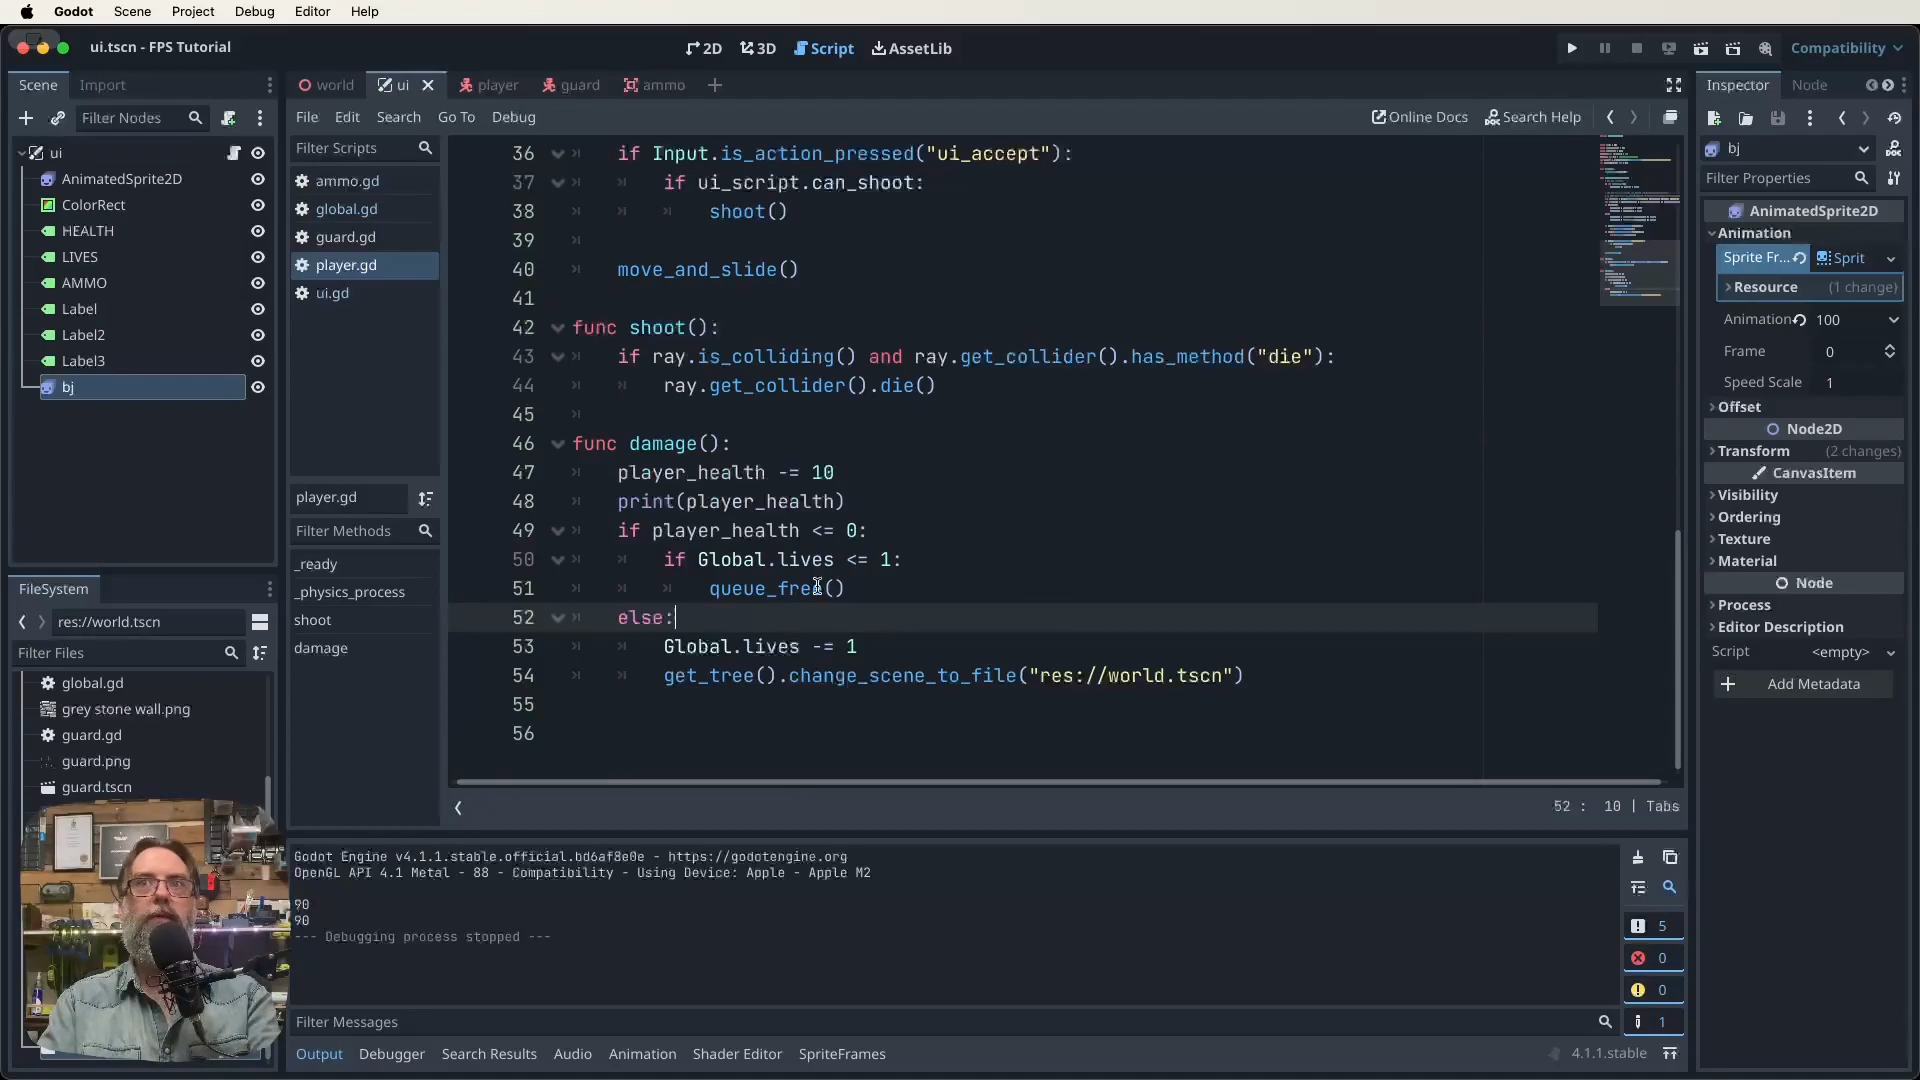 Godot Scene Project Debug Editor Help
ui.tscn - FPS Tutorial
2D 3D Script AssetLib
Compatibility
Scene Import
Filter Nodes
ui
AnimatedSprite2D
ColorRect
HEALTH
LIVES
AMMO
Label
Label2
Label3
bj
FileSystem
res://world.tscn
Filter Files
global.gd
grey stone wall.png
guard.gd
guard.png
guard.tscn
world ui player guard ammo
File Edit Search Go To Debug
Online Docs Search Help
Filter Scripts
ammo.gd
global.gd
guard.gd
player.gd
ui.gd
player.gd
Filter Methods
_ready
_physics_process
shoot
damage
36 if Input.is_action_pressed("ui_accept"):
37 if ui_script.can_shoot:
38 shoot()
39
40 move_and_slide()
41
42 func shoot():
43 if ray.is_colliding() and ray.get_collider().has_method("die"):
44 ray.get_collider().die()
45
46 func damage():
47 player_health -= 10
48 print(player_health)
49 if player_health <= 0:
50 if Global.lives <= 1:
51 queue_free()
52 else:
53 Global.lives -= 1
54 get_tree().change_scene_to_file("res://world.tscn")
55
56
52 : 10 | Tabs
Godot Engine v4.1.1.stable.official.bd6af8e0e - https://godotengine.org
OpenGL API 4.1 Metal - 88 - Compatibility - Using Device: Apple - Apple M2
90
90
--- Debugging process stopped ---
5
0
0
1
Filter Messages
Output Debugger Search Results Audio Animation Shader Editor SpriteFrames
4.1.1.stable
Inspector Node
bj
Filter Properties
AnimatedSprite2D
Animation
Sprite Fr... Sprit
Resource (1 change)
Animation 100
Frame 0
Speed Scale 1
Offset
Node2D
Transform (2 changes)
CanvasItem
Visibility
Ordering
Texture
Material
Node
Process
Editor Description
Script <empty>
Add Metadata